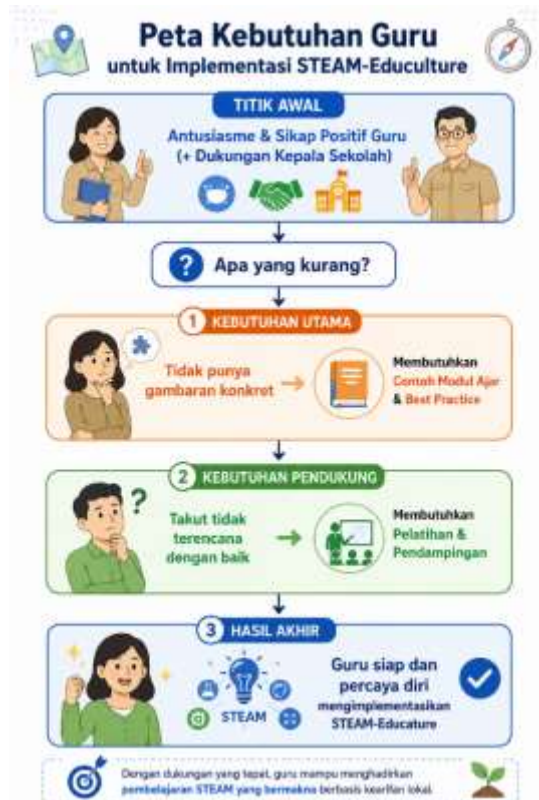 Peta Kebutuhan Guru
untuk Implementasi STEAM-Educulture
TITIK AWAL
Antusiasme & Sikap Positif Guru
(+ Dukungan Kepala Sekolah)
? Apa yang kurang?
1 KEBUTUHAN UTAMA
Tidak punya
gambaran konkret
Membutuhkan
Contoh Modul Ajar
& Best Practice
2 KEBUTUHAN PENDUKUNG
?
Takut tidak
terencana
dengan baik
Membutuhkan
Pelatihan &
Pendampingan
3 HASIL AKHIR
STEAM
Guru siap dan
percaya diri
mengimplementasikan
STEAM-Educature
Dengan dukungan yang tepat, guru mampu menghadirkan
pembelajaran STEAM yang bermakna berbasis kearifan lokal.